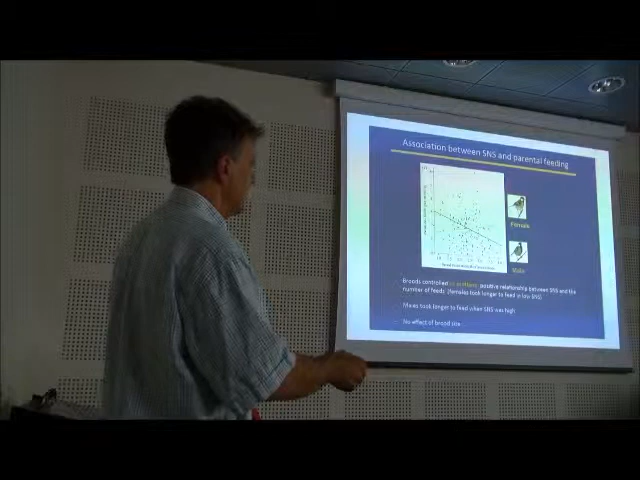 Association between SNS and parental feeding
Female
Male
Broods controlled positive relationship between SNS and the
number of feeds (females took longer to feed in low SNS)
Males took longer to feed when SNS was high
No effect of brood size